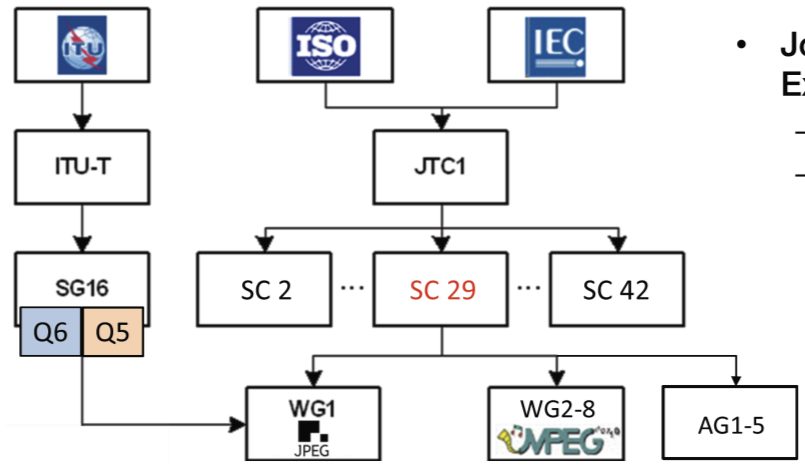 ITU
ISO
IEC
• Jo
Ex
–
–
ITU-T
JTC1
SG16
Q6
Q5
SC 2
...
SC 29
...
SC 42
WG1
JPEG
WG2-8
MPEG
AG1-5